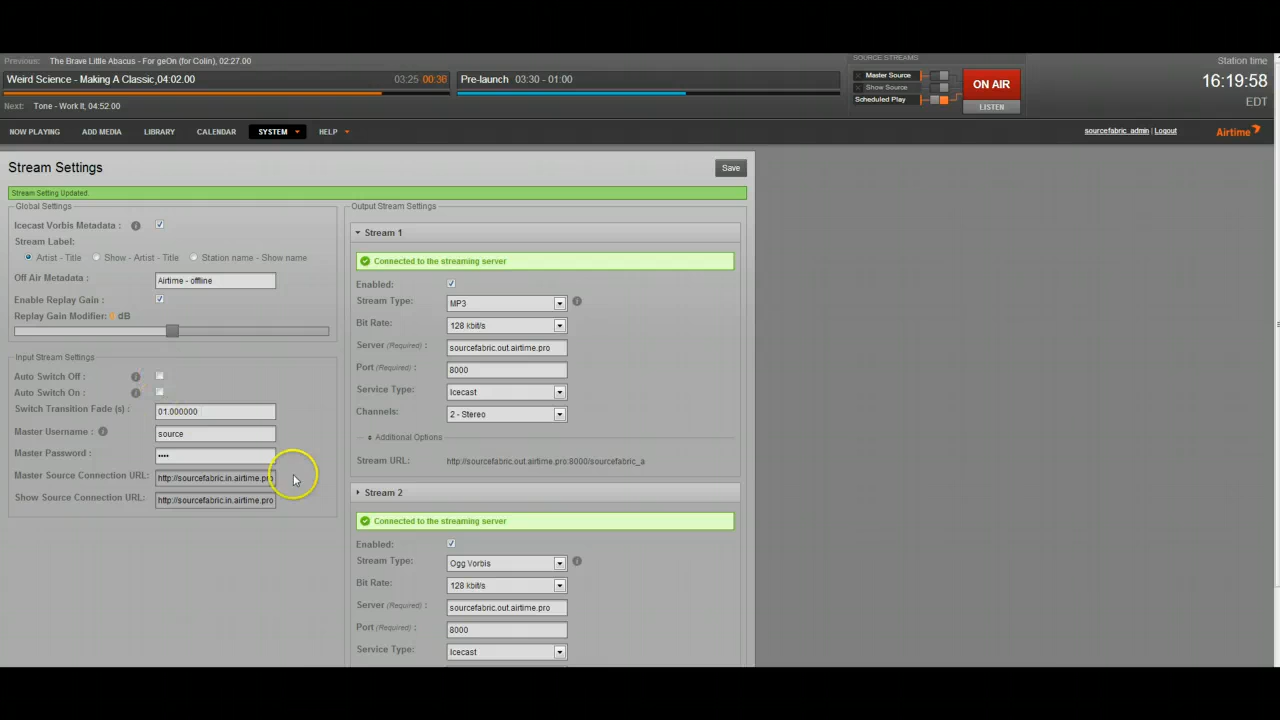 Previous: The Brave Little Abacus - For geOn (for Colin), 02:27.00
Weird Science - Making A Classic,04:02.00 03:25 00:36
Next: Tone - Work It, 04:52.00
Pre-launch 03:30 - 01:00
SOURCE STREAMS
Master Source
Show Source
Scheduled Play
ON AIR
LISTEN
Station time
16:19:58
EDT
NOW PLAYING ADD MEDIA LIBRARY CALENDAR SYSTEM HELP
sourcefabric_admin | Logout
Airtime
Stream Settings
Save
Stream Setting Updated.
Global Settings
Icecast Vorbis Metadata :
Stream Label:
Artist - Title Show - Artist - Title Station name - Show name
Off Air Metadata : Airtime - offline
Enable Replay Gain :
Replay Gain Modifier: dB
Input Stream Settings
Auto Switch Off :
Auto Switch On :
Switch Transition Fade (s) : 01.000000
Master Username : source
Master Password : ••••
Master Source Connection URL: http://sourcefabric.in.airtime.pro
Show Source Connection URL: http://sourcefabric.in.airtime.pro
Output Stream Settings
Stream 1
Connected to the streaming server
Enabled:
Stream Type: MP3
Bit Rate: 128 kbit/s
Server (Required) : sourcefabric.out.airtime.pro
Port (Required) : 8000
Service Type: Icecast
Channels: 2 - Stereo
Additional Options
Stream URL: http://sourcefabric.out.airtime.pro:8000/sourcefabric_a
Stream 2
Connected to the streaming server
Enabled:
Stream Type: Ogg Vorbis
Bit Rate: 128 kbit/s
Server (Required) : sourcefabric.out.airtime.pro
Port (Required) : 8000
Service Type: Icecast